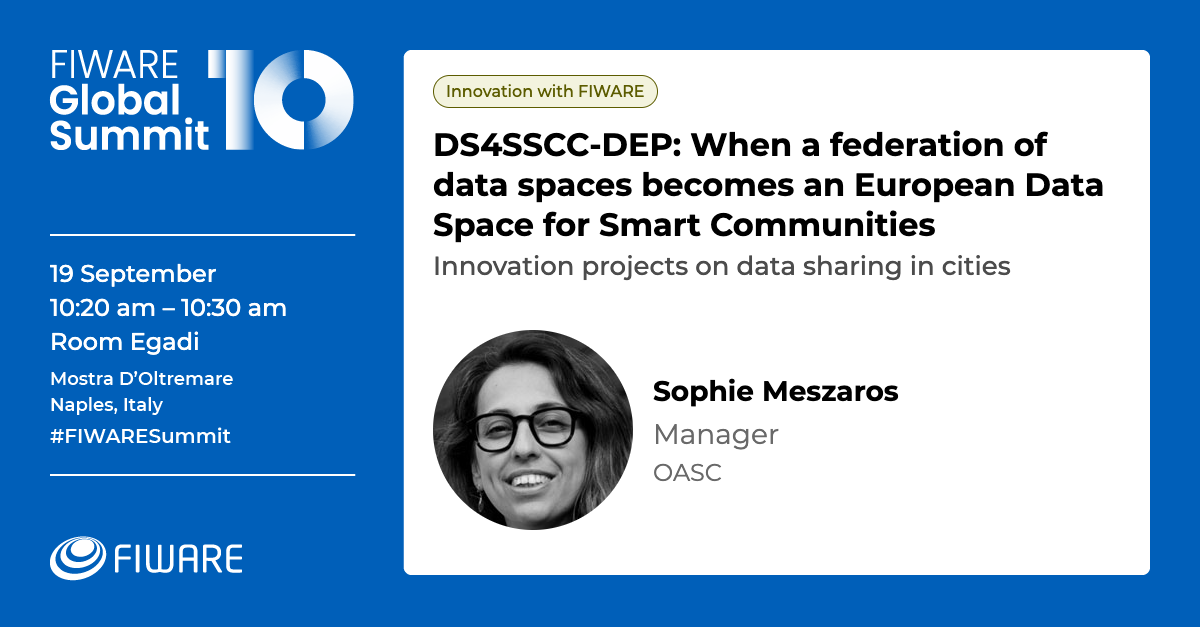 FIWARE
Global
Summit
10
19 September
10:20 am – 10:30 am
Room Egadi
Mostra D’Oltremare
Naples, Italy
#FIWARESummit
FIWARE
Innovation with FIWARE
DS4SSCC-DEP: When a federation of
data spaces becomes an European Data
Space for Smart Communities
Innovation projects on data sharing in cities
Sophie Meszaros
Manager
OASC